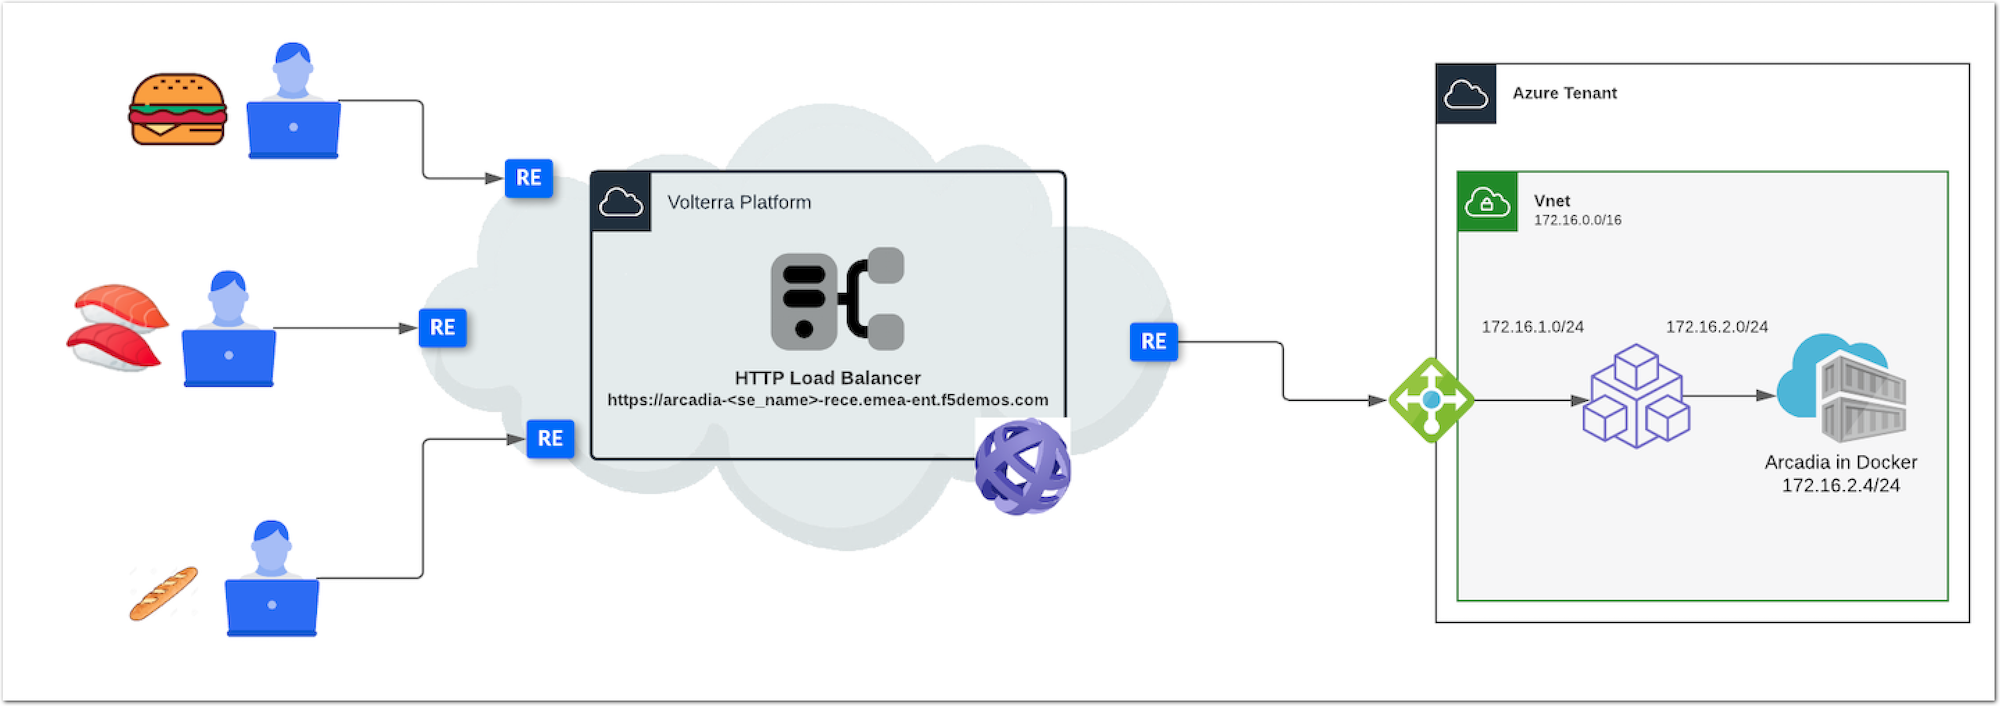 RE
RE
RE
Volterra Platform
HTTP Load Balancer
https://arcadia-<se_name>-rece.emea-ent.f5demos.com
RE
Azure Tenant
Vnet
172.16.0.0/16
172.16.1.0/24
172.16.2.0/24
Arcadia in Docker
172.16.2.4/24